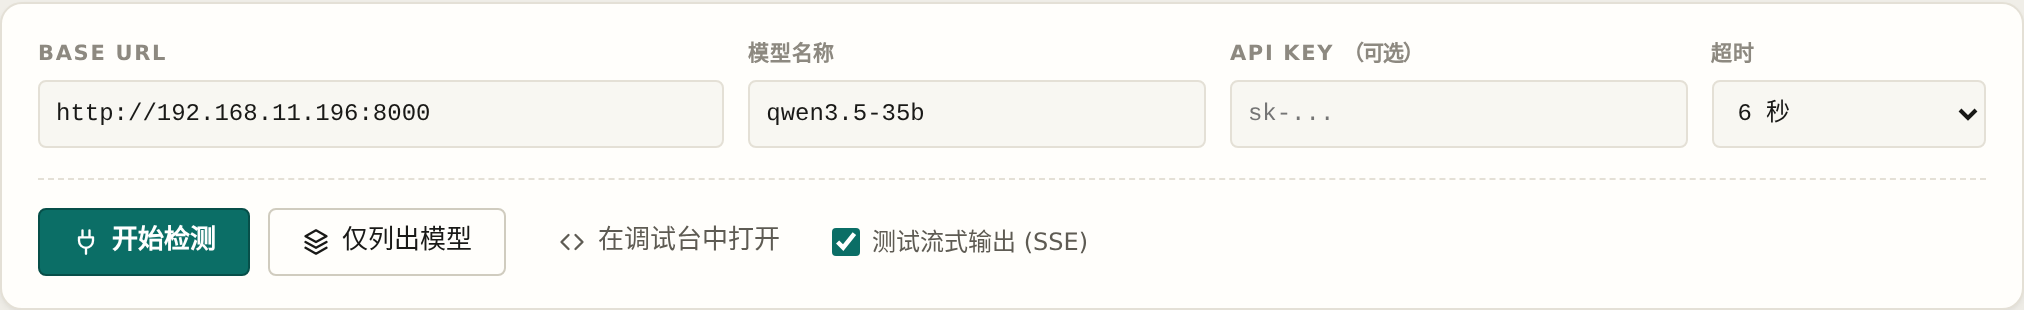 BASE URL
模型名称
API KEY （可选）
超时
http://192.168.11.196:8000
qwen3.5-35b
sk-...
6 秒
开始检测
仅列出模型
<> 在调试台中打开
测试流式输出 (SSE)